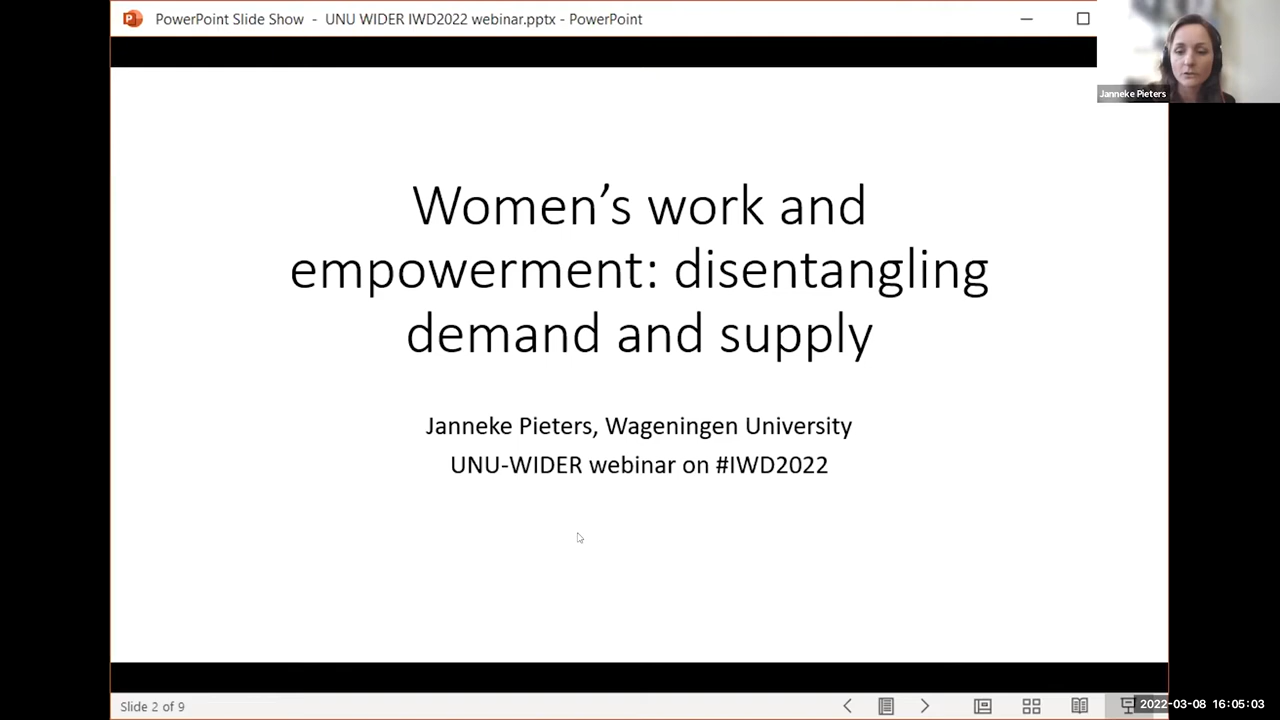 PowerPoint Slide Show - UNU WIDER IWD2022 webinar.pptx - PowerPoint
Janneke Pieters
Women's work and
empowerment: disentangling
demand and supply
Janneke Pieters, Wageningen University
UNU-WIDER webinar on #IWD2022
Slide 2 of 9
2022-03-08 16:05:03